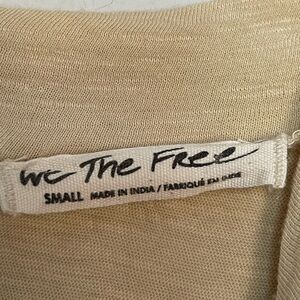 We The Free
SMALL MADE IN INDIA / FABRIQUÉ EN INDE